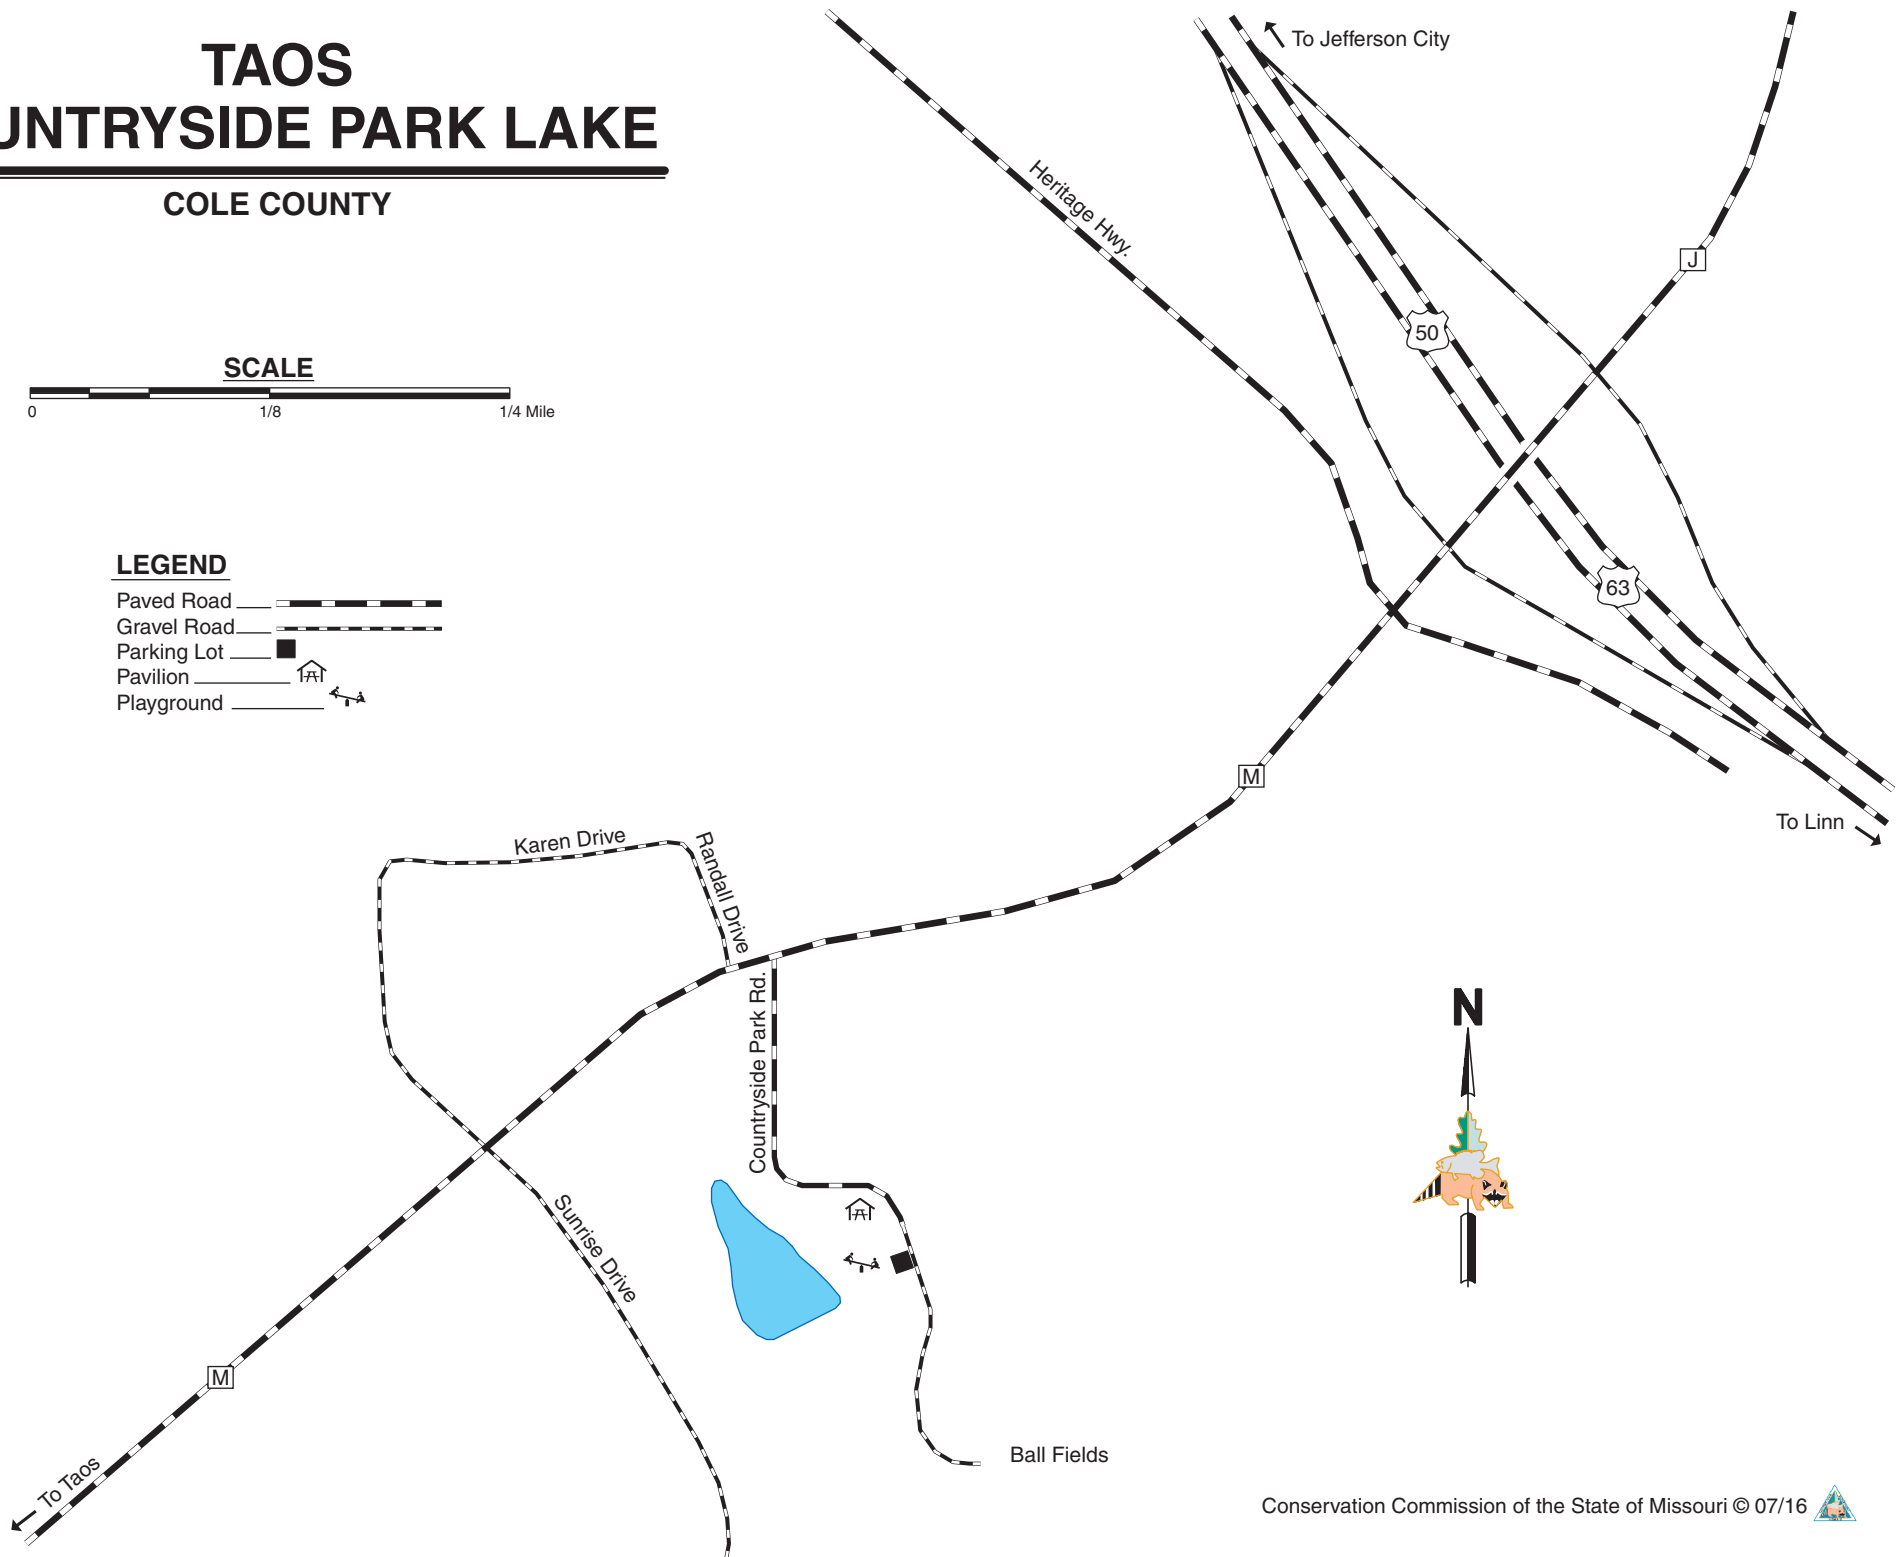 TAOS
UNTRYSIDE PARK LAKE
COLE COUNTY
To Jefferson City
Heritage Hwy.
J
50
SCALE
0 1/8 1/4 Mile
LEGEND
Paved Road
Gravel Road
Parking Lot
Pavilion
Playground
63
M
To Linn
Karen Drive
Randall Drive
Countyside Park Rd.
N
Sunrise Drive
M
To Taos
Ball Fields
Conservation Commission of the State of Missouri © 07/16